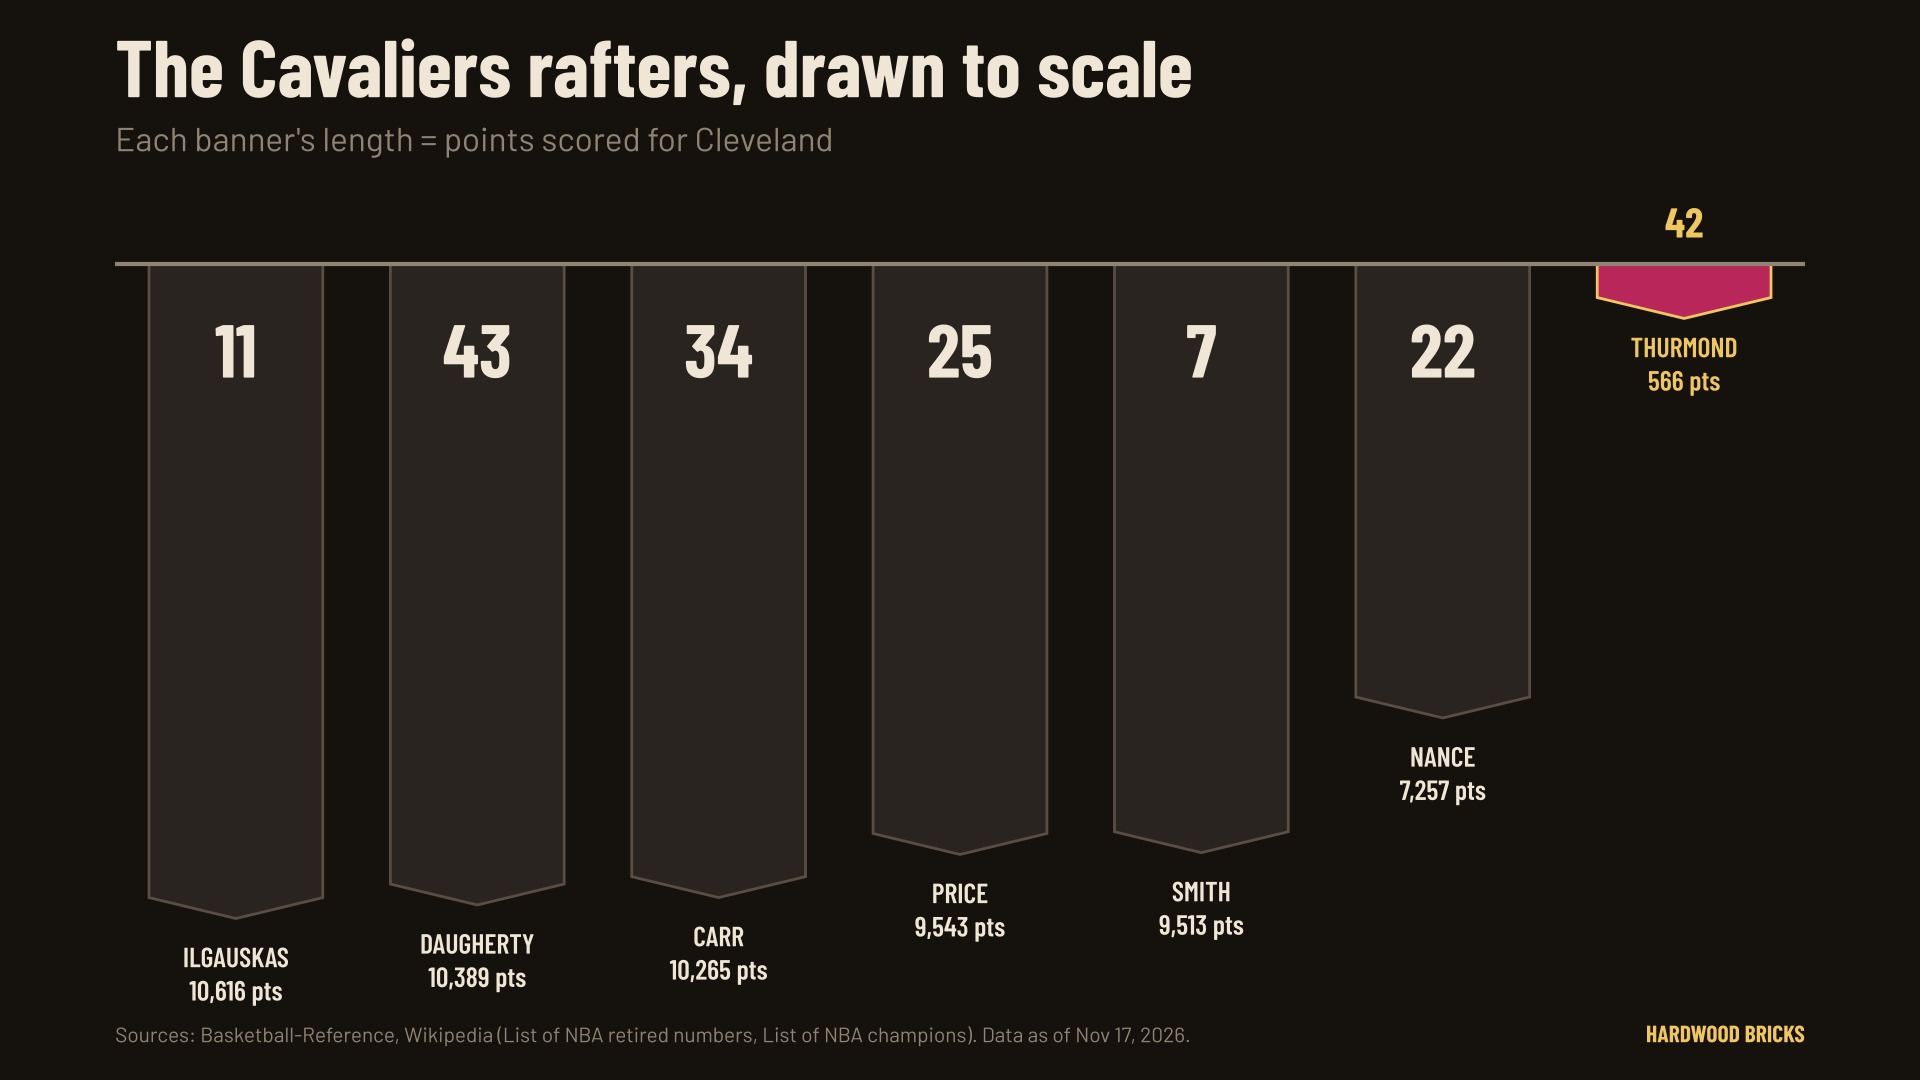 The Cavaliers rafters, drawn to scale
Each banner's length = points scored for Cleveland
42
11
43
34
25
7
22
THURMOND
566 pts
NANCE
7,257 pts
PRICE
9,543 pts
SMITH
9,513 pts
CARR
10,265 pts
DAUGHERTY
10,389 pts
ILGAUSKAS
10,616 pts
Sources: Basketball-Reference, Wikipedia (List of NBA retired numbers, List of NBA champions). Data as of Nov 17, 2026.
HARDWOOD BRICKS